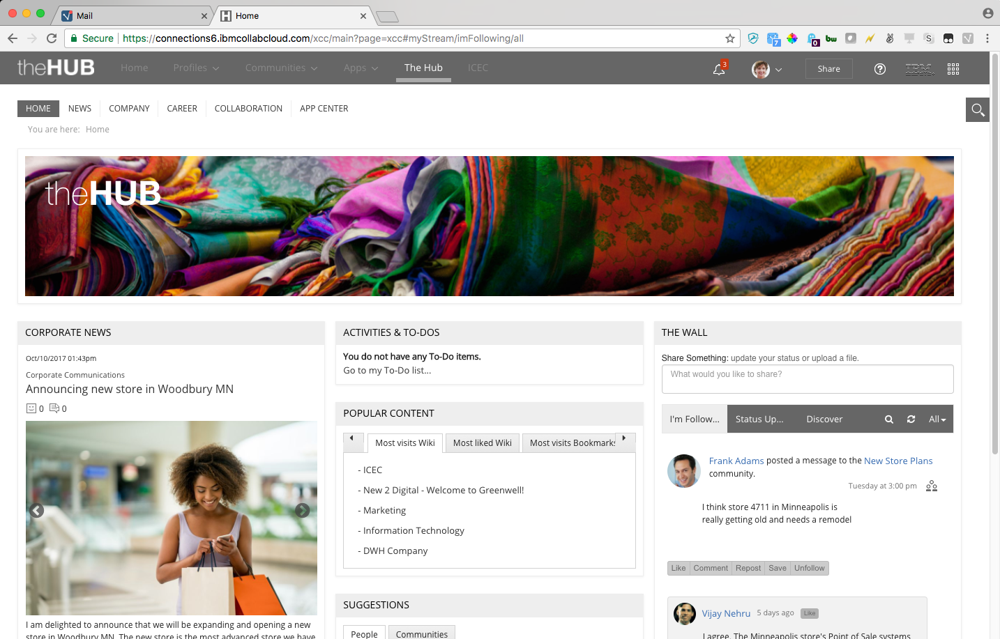 Mail
Home
Secure
https://connections6.ibmcollabcloud.com/xcc/main?page=xcc#myStream/imFollowing/all
7
0
bw
S
theHUB
Home
Profiles
Communities
Apps
The Hub
ICEC
3
Share
IBM
HOME
NEWS
COMPANY
CAREER
COLLABORATION
APP CENTER
You are here: Home
theHUB
CORPORATE NEWS
Oct/10/2017 01:43pm
Corporate Communications
Announcing new store in Woodbury MN
0
0
I am delighted to announce that we will be expanding and opening a new
store in Woodbury MN. The new store is the most advanced store we have
ACTIVITIES & TO-DOS
You do not have any To-Do items.
Go to my To-Do list...
POPULAR CONTENT
Most visits Wiki
Most liked Wiki
Most visits Bookmarks
- ICEC
- New 2 Digital - Welcome to Greenwell!
- Marketing
- Information Technology
- DWH Company
SUGGESTIONS
People
Communities
THE WALL
Share Something: update your status or upload a file.
What would you like to share?
I'm Follow...
Status Up...
Discover
All
Frank Adams posted a message to the New Store Plans
community.
Tuesday at 3:00 pm
I think store 4711 in Minneapolis is
really getting old and needs a remodel
Like
Comment
Repost
Save
Unfollow
Vijay Nehru
5 days ago
Like
I agree. The Minneapolis store's Point of Sale systems